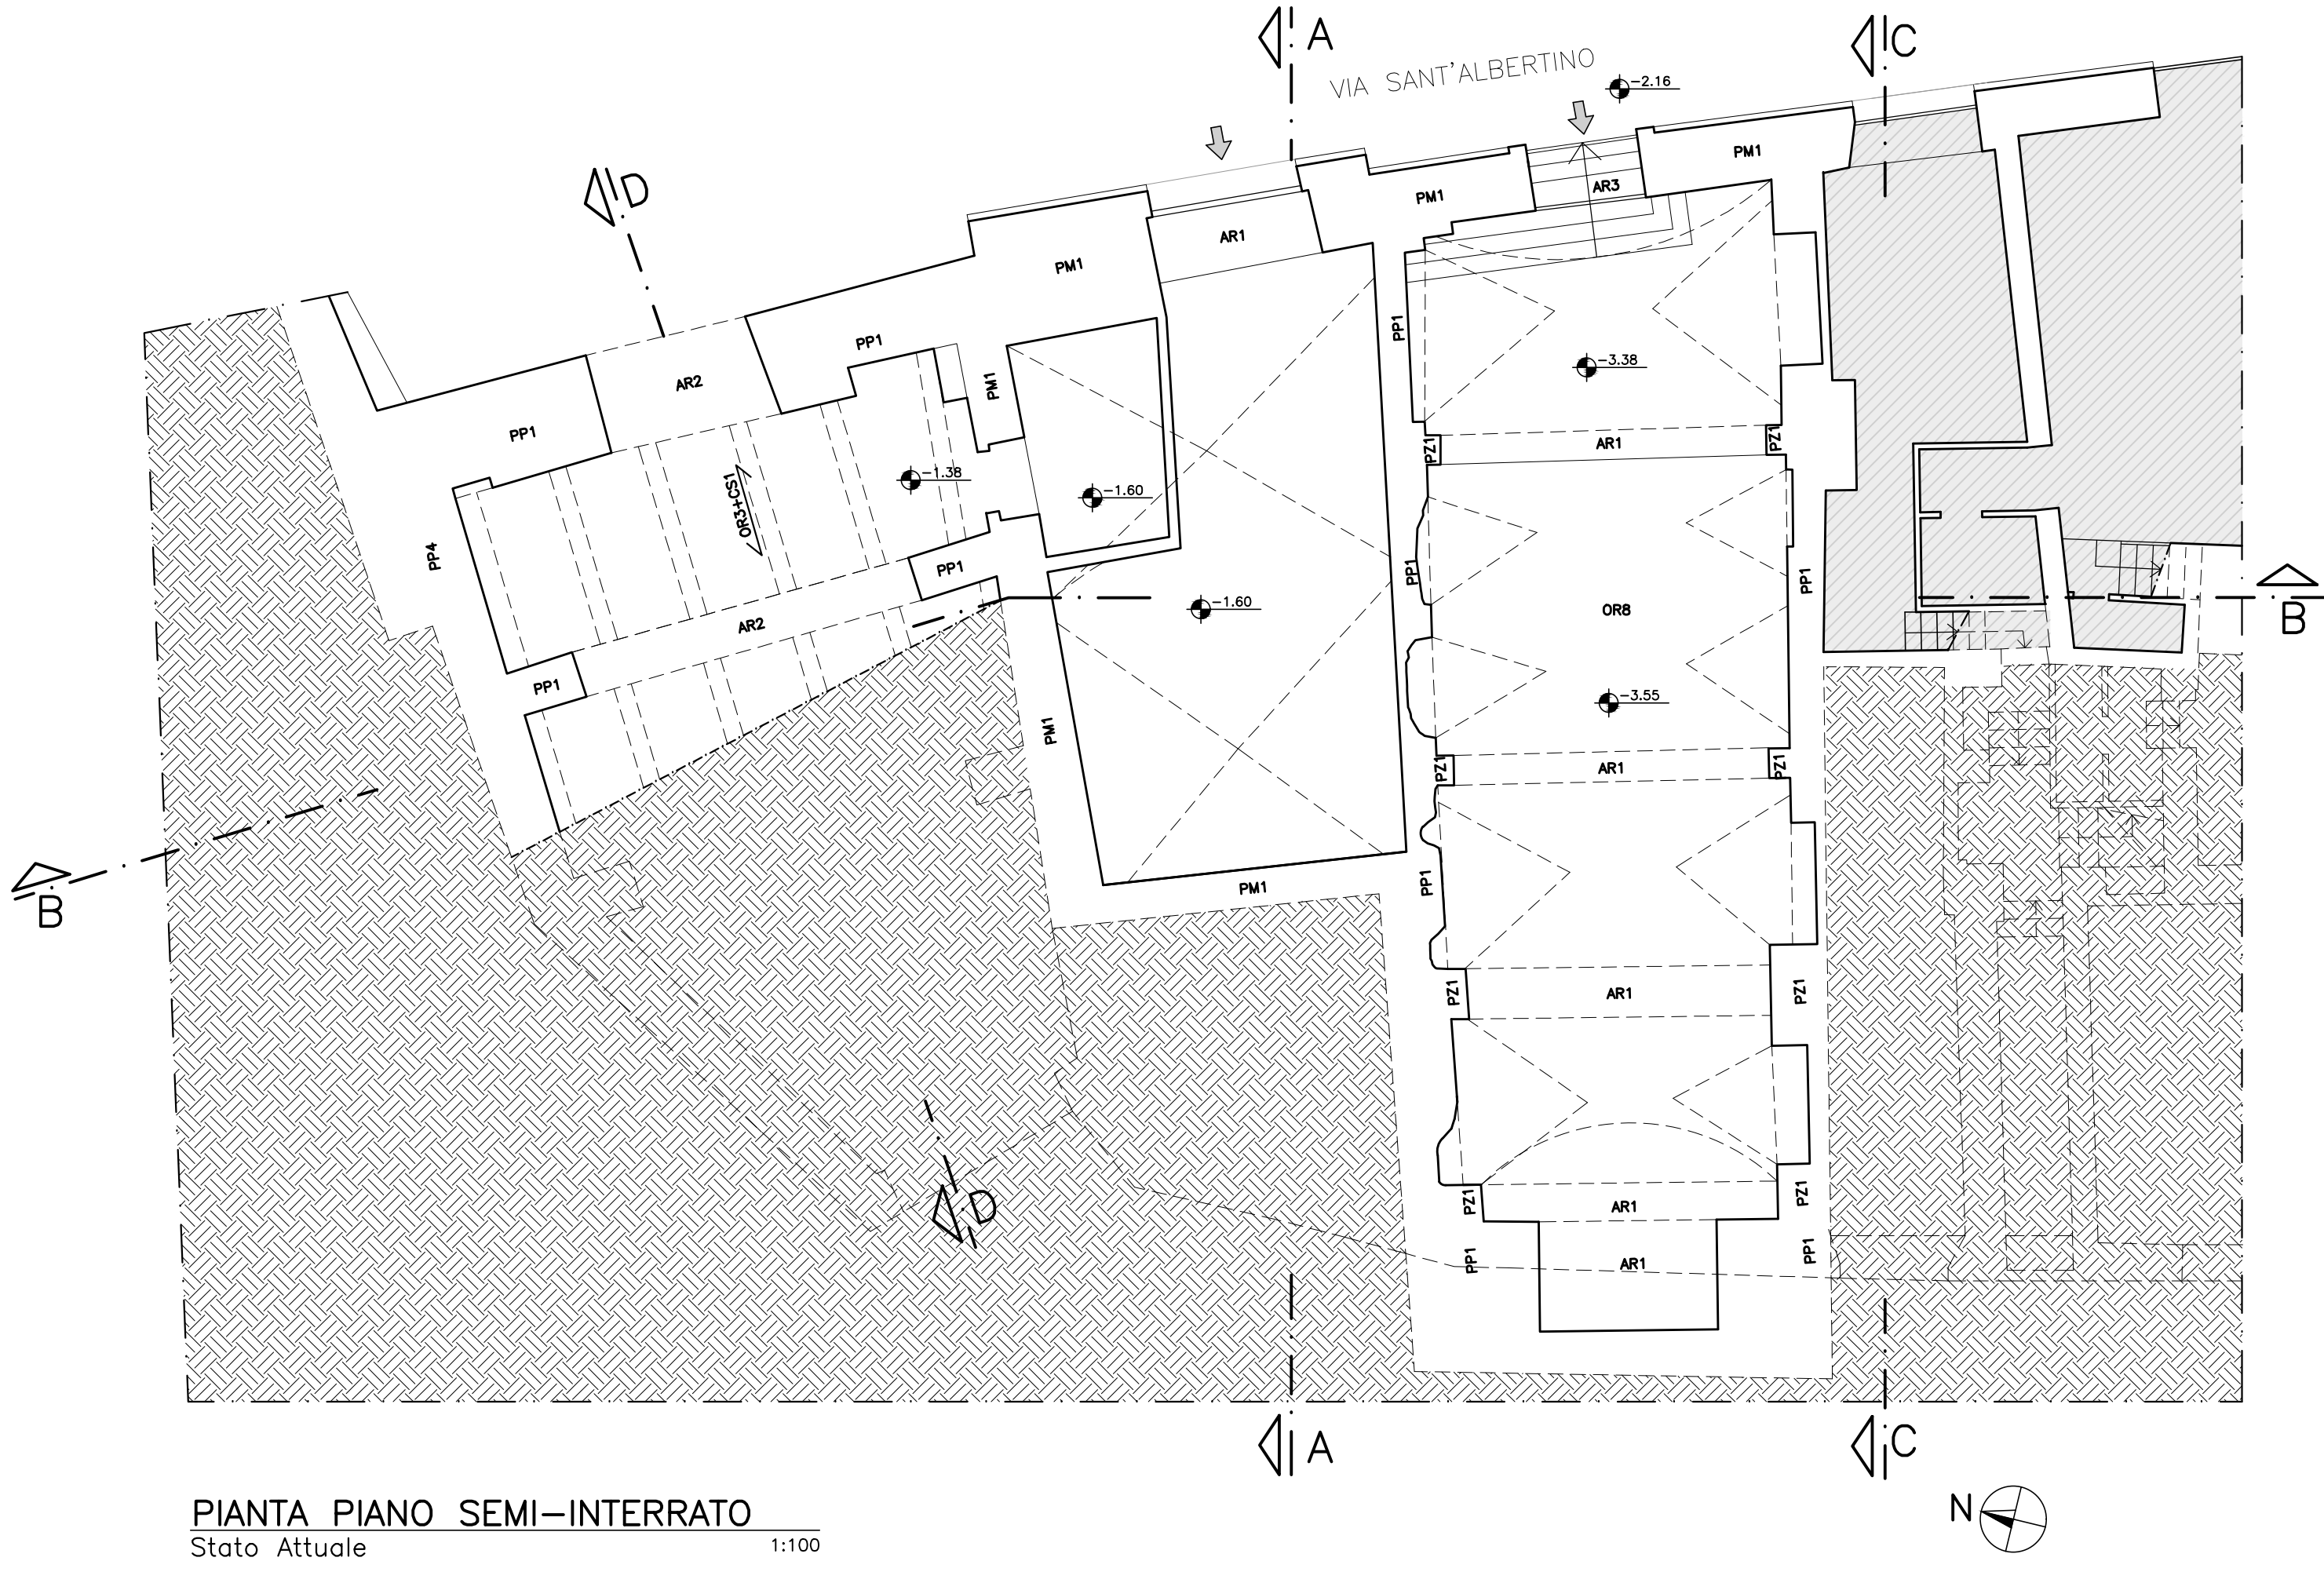 A
C
VIA SANT'ALBERTINO
-2.16
D
PM1
PM1
AR3
AR1
PM1
PP1
PP1
AR2
PM1
-3.38
PP1
AR1
PZ1
PZ1
OR3+CS1
-1.38
-1.60
PP4
PP1
PP1
PP1
OR8
-1.60
AR2
B
PP1
-3.55
PM1
PZ1
AR1
PZ1
PM1
PP1
B
PZ1
AR1
PZ1
D
PZ1
AR1
PZ1
PP1
AR1
PP1
A
C
PIANTA PIANO SEMI-INTERRATO
Stato Attuale
1:100
N